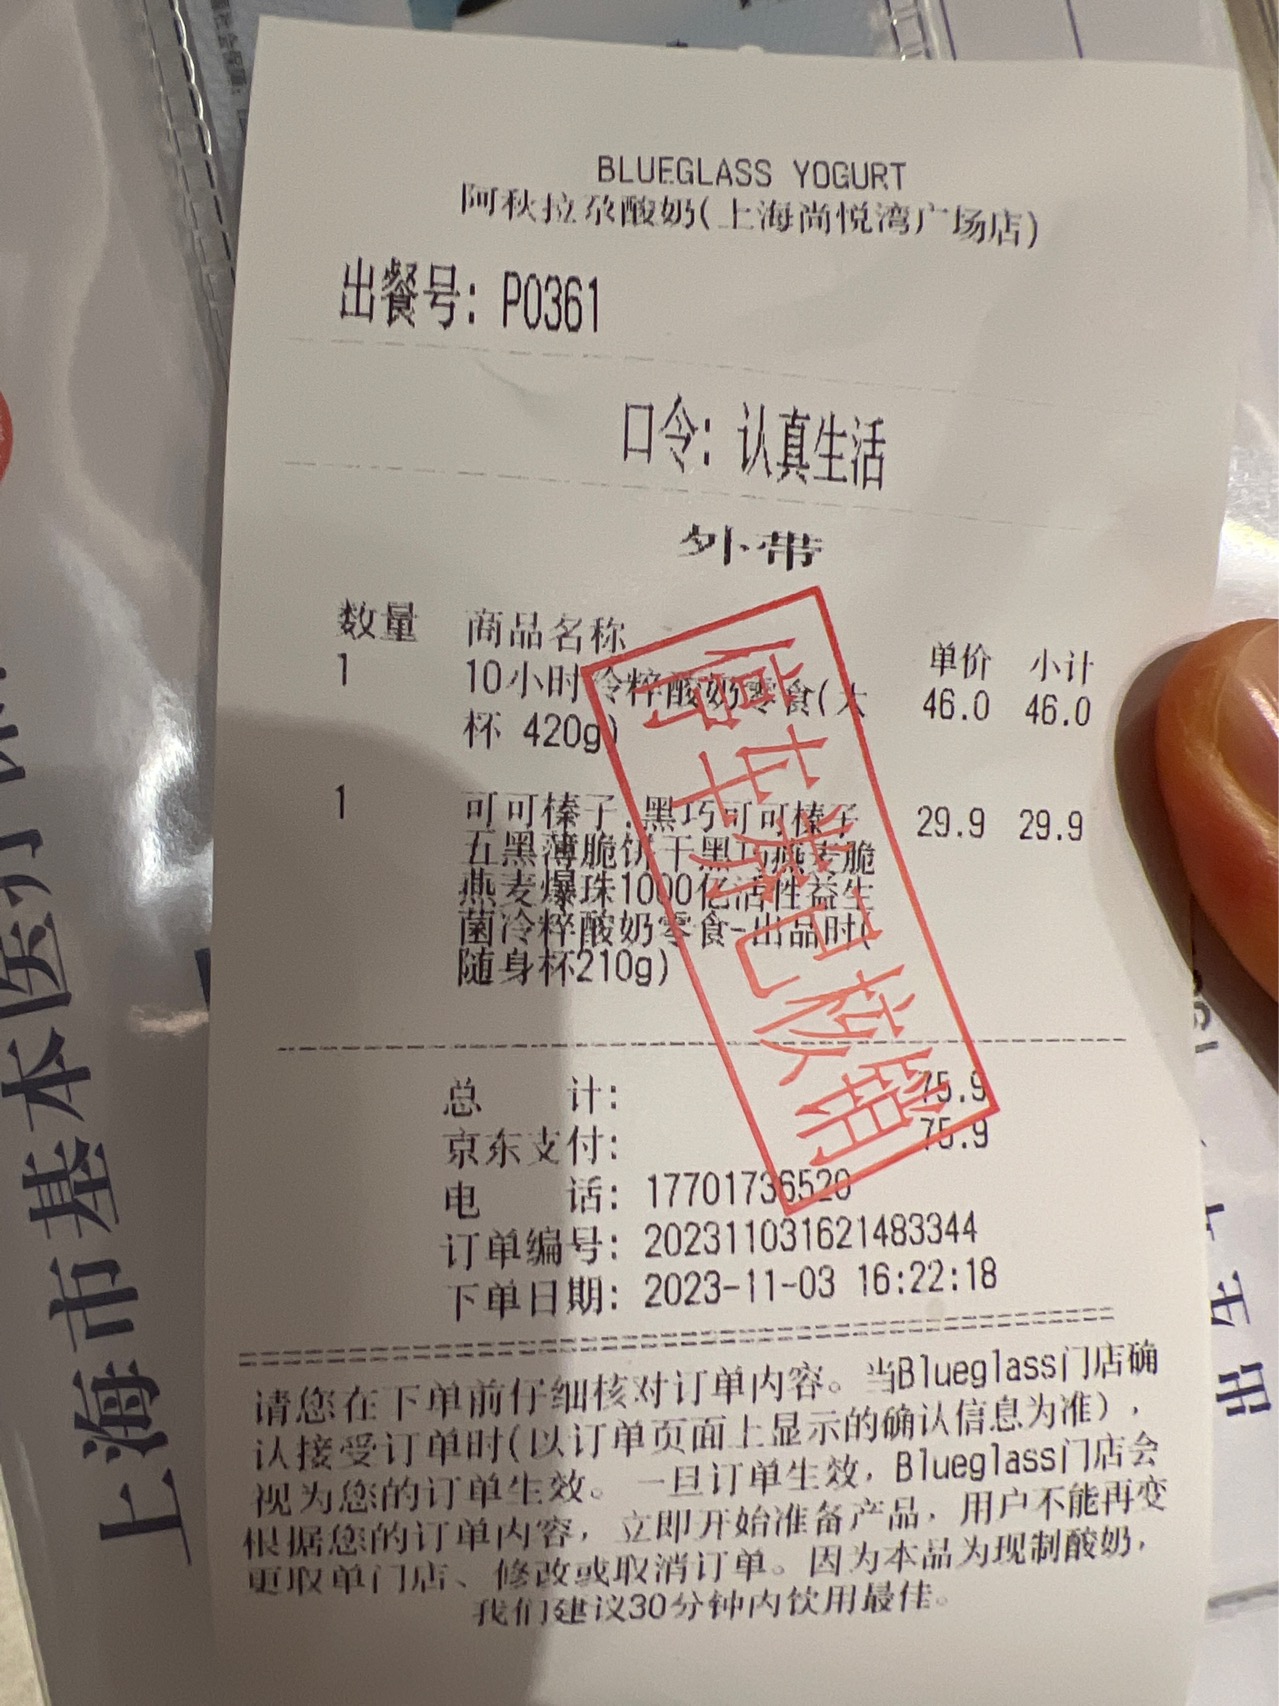 BLUEGLASS YOGURT
阿秋拉尕酸奶(上海尚悦湾广场店)
出餐号: P0361
口令: 认真生活
外带
数量 商品名称 单价 小计
1 10小时冷粹酸奶零食(大 46.0 46.0
杯 420g)
1 可可榛子.黑巧可可榛子 29.9 29.9
五黑薄脆饼干黑巧燕麦脆
燕麦爆珠1000亿活性益生
菌冷粹酸奶零食-出品时(
随身杯210g)
停车费已核销
总 计: 75.9
京东支付: 75.9
电 话: 17701736520
订单编号: 202311031621483344
下单日期: 2023-11-03 16:22:18
请您在下单前仔细核对订单内容。当Blueglass门店确
认接受订单时(以订单页面上显示的确认信息为准),
视为您的订单生效。一旦订单生效,Blueglass门店会
根据您的订单内容,立即开始准备产品,用户不能再变
更取单门店、修改或取消订单。因为本品为现制酸奶,
我们建议30分钟内饮用最佳。
上海市基本医疗保
出生